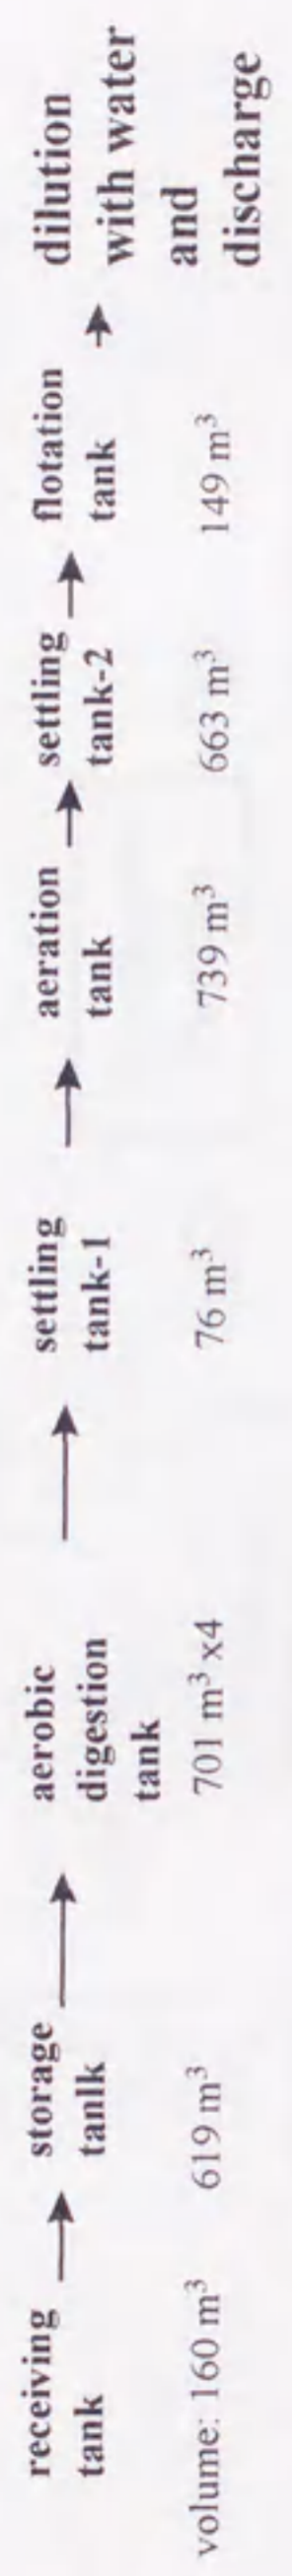 receiving
tank
→
storage
tanlk
→
aerobic
digestion
tank
→
settling
tank-1
→
aeration
tank
→
settling
tank-2
→
flotation
tank
→
dilution
with water
and
discharge
volume: 160 m³
619 m³
701 m³ x4
76 m³
739 m³
663 m³
149 m³